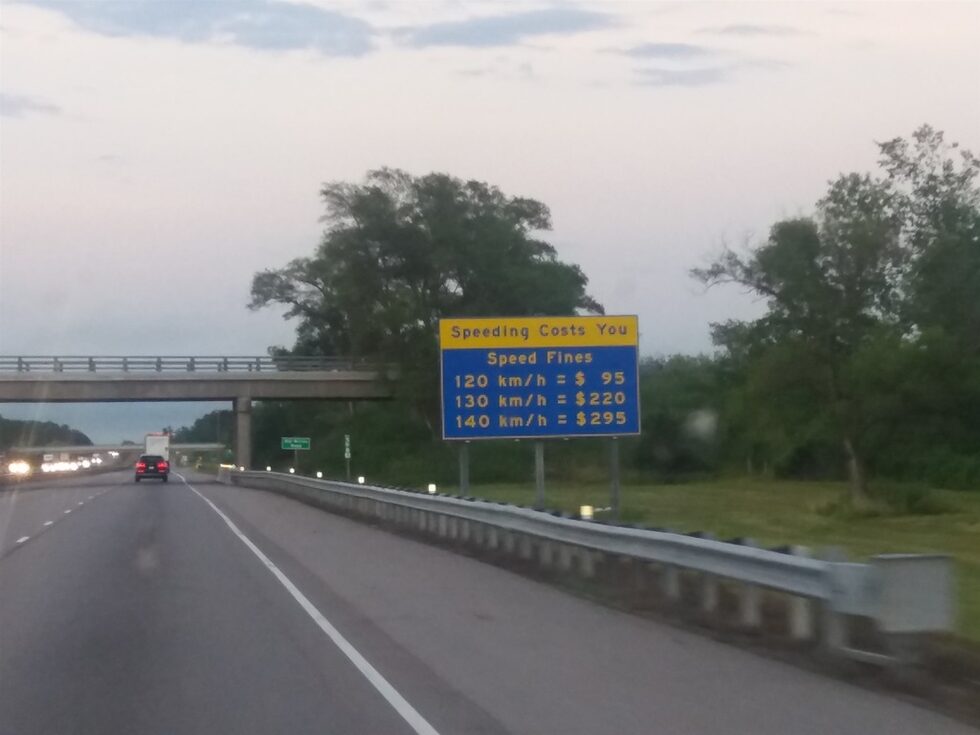 Speeding Costs You
Speed Fines
120 km/h = $ 95
130 km/h = $220
140 km/h = $295